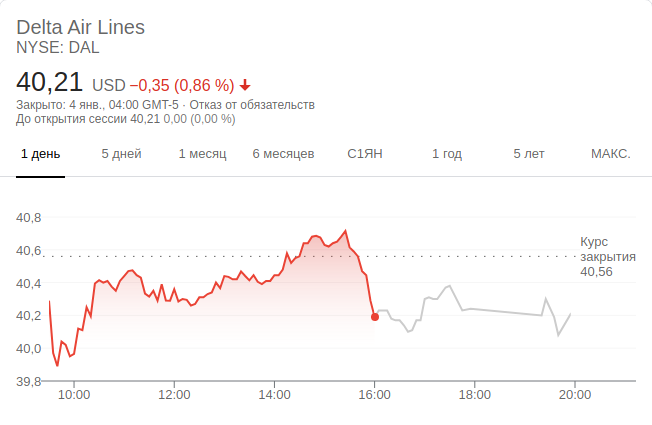 Delta Air Lines
NYSE: DAL
40,21 USD −0,35 (0,86 %)
Закрыто: 4 янв., 04:00 GMT-5 · Отказ от обязательств
До открытия сессии 40,21 0,00 (0,00 %)
1 день 5 дней 1 месяц 6 месяцев С1ЯН 1 год 5 лет МАКС.
40,8
Курс
40,6
закрытия
40,56
40,4
40,2
40,0
39,8
10:00 12:00 14:00 16:00 18:00 20:00